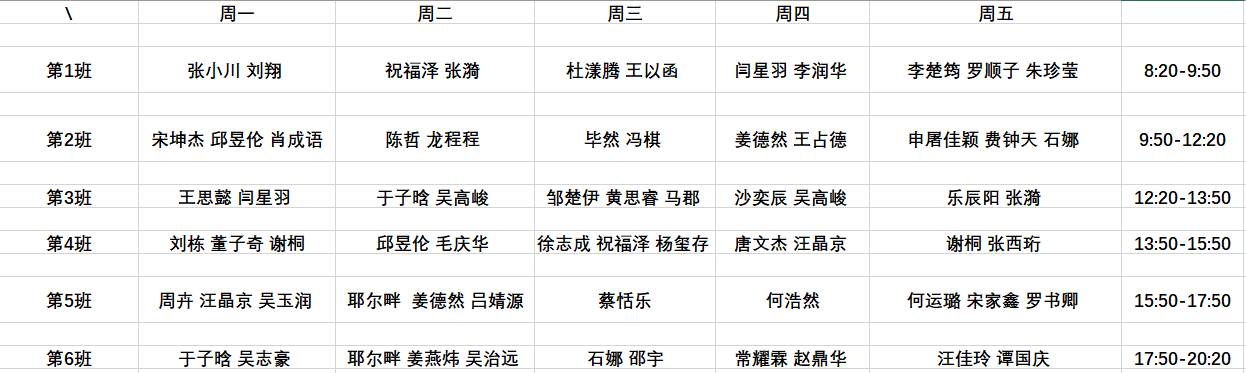 \ 周一 周二 周三 周四 周五
第1班 张小川 刘翔 祝福泽 张漪 杜漾腾 王以函 闫星羽 李润华 李楚筠 罗顺子 朱珍莹 8:20-9:50
第2班 宋坤杰 邱昱伦 肖成语 陈哲 龙程程 毕然 冯棋 姜德然 王占德 申屠佳颖 费钟天 石娜 9:50-12:20
第3班 王思懿 闫星羽 于子晗 吴高峻 邹楚伊 黄思睿 马郡 沙奕辰 吴高峻 乐辰阳 张漪 12:20-13:50
第4班 刘栋 董子奇 谢桐 邱昱伦 毛庆华 徐志成 祝福泽 杨玺存 唐文杰 汪晶京 谢桐 张西珩 13:50-15:50
第5班 周卉 汪晶京 吴玉润 耶尔畔 姜德然 吕婧源 蔡恬乐 何浩然 何运璐 宋家鑫 罗书卿 15:50-17:50
第6班 于子晗 吴志豪 耶尔畔 姜燕炜 吴治远 石娜 邵宇 常耀霖 赵鼎华 汪佳玲 谭国庆 17:50-20:20